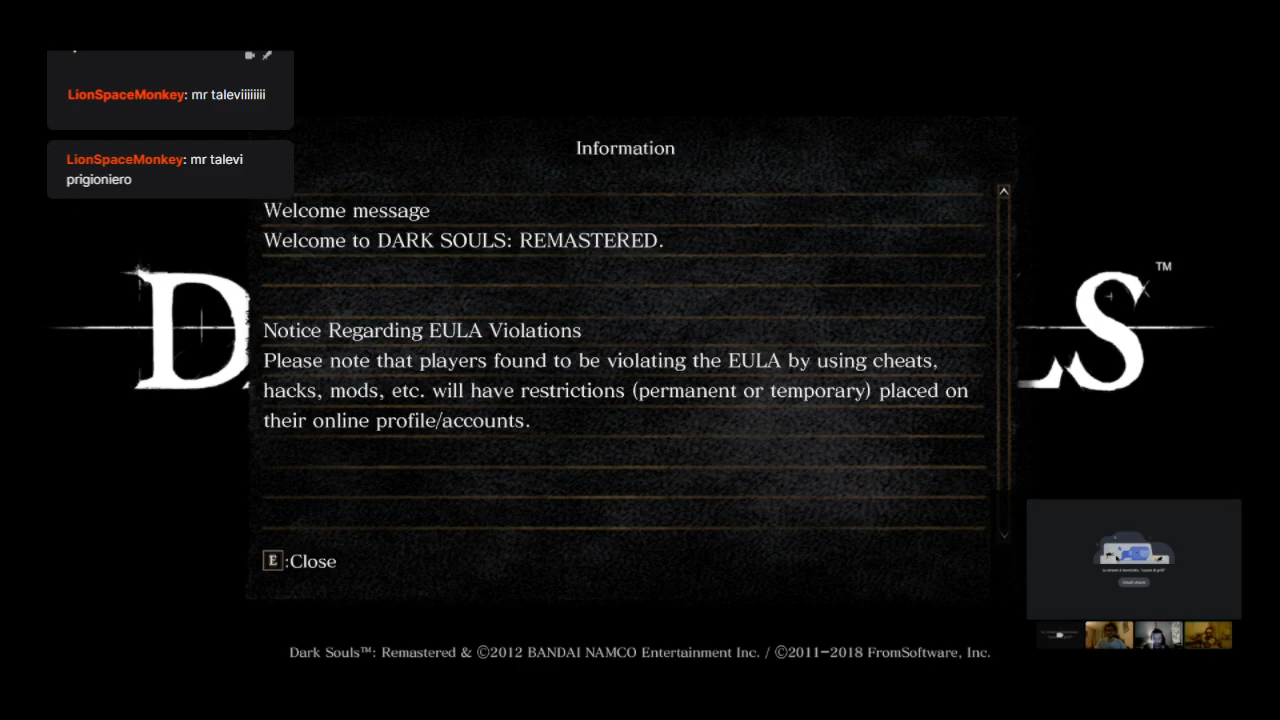 LionSpaceMonkey: mr taleviiiiiiii
LionSpaceMonkey: mr talevi
prigioniero
Information
Welcome message
Welcome to DARK SOULS: REMASTERED.
Notice Regarding EULA Violations
Please note that players found to be violating the EULA by using cheats,
hacks, mods, etc. will have restrictions (permanent or temporary) placed on
their online profile/accounts.
E:Close
D LS™
Dark Souls™: Remastered & ©2012 BANDAI NAMCO Entertainment Inc. / ©2011-2018 FromSoftware, Inc.